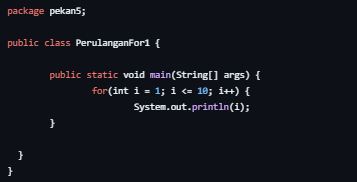 package pekan5;
public class PerulanganFor1 {
public static void main(String[] args) {
for(int i = 1; i <= 10; i++) {
System.out.println(i);
}
}
}